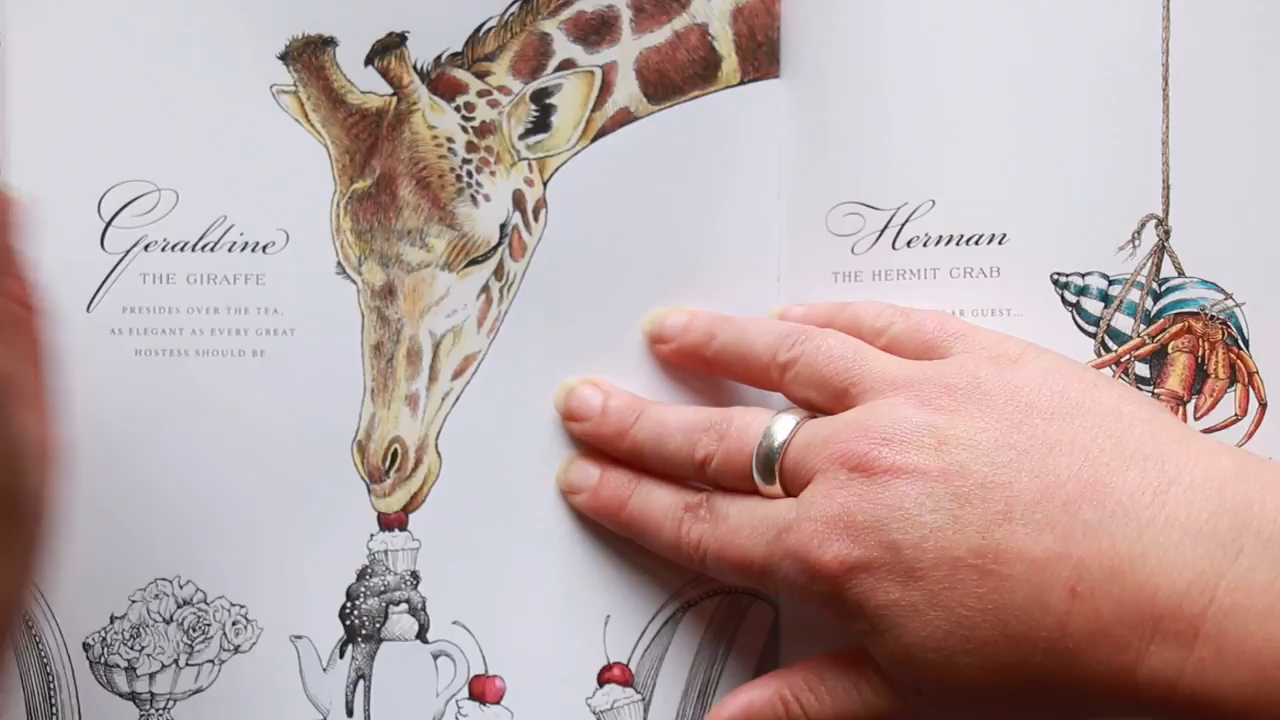 Geraldine
THE GIRAFFE
PRESIDES OVER THE TEA,
AS ELEGANT AS EVERY GREAT
HOSTESS SHOULD BE
Herman
THE HERMIT CRAB
GUEST...